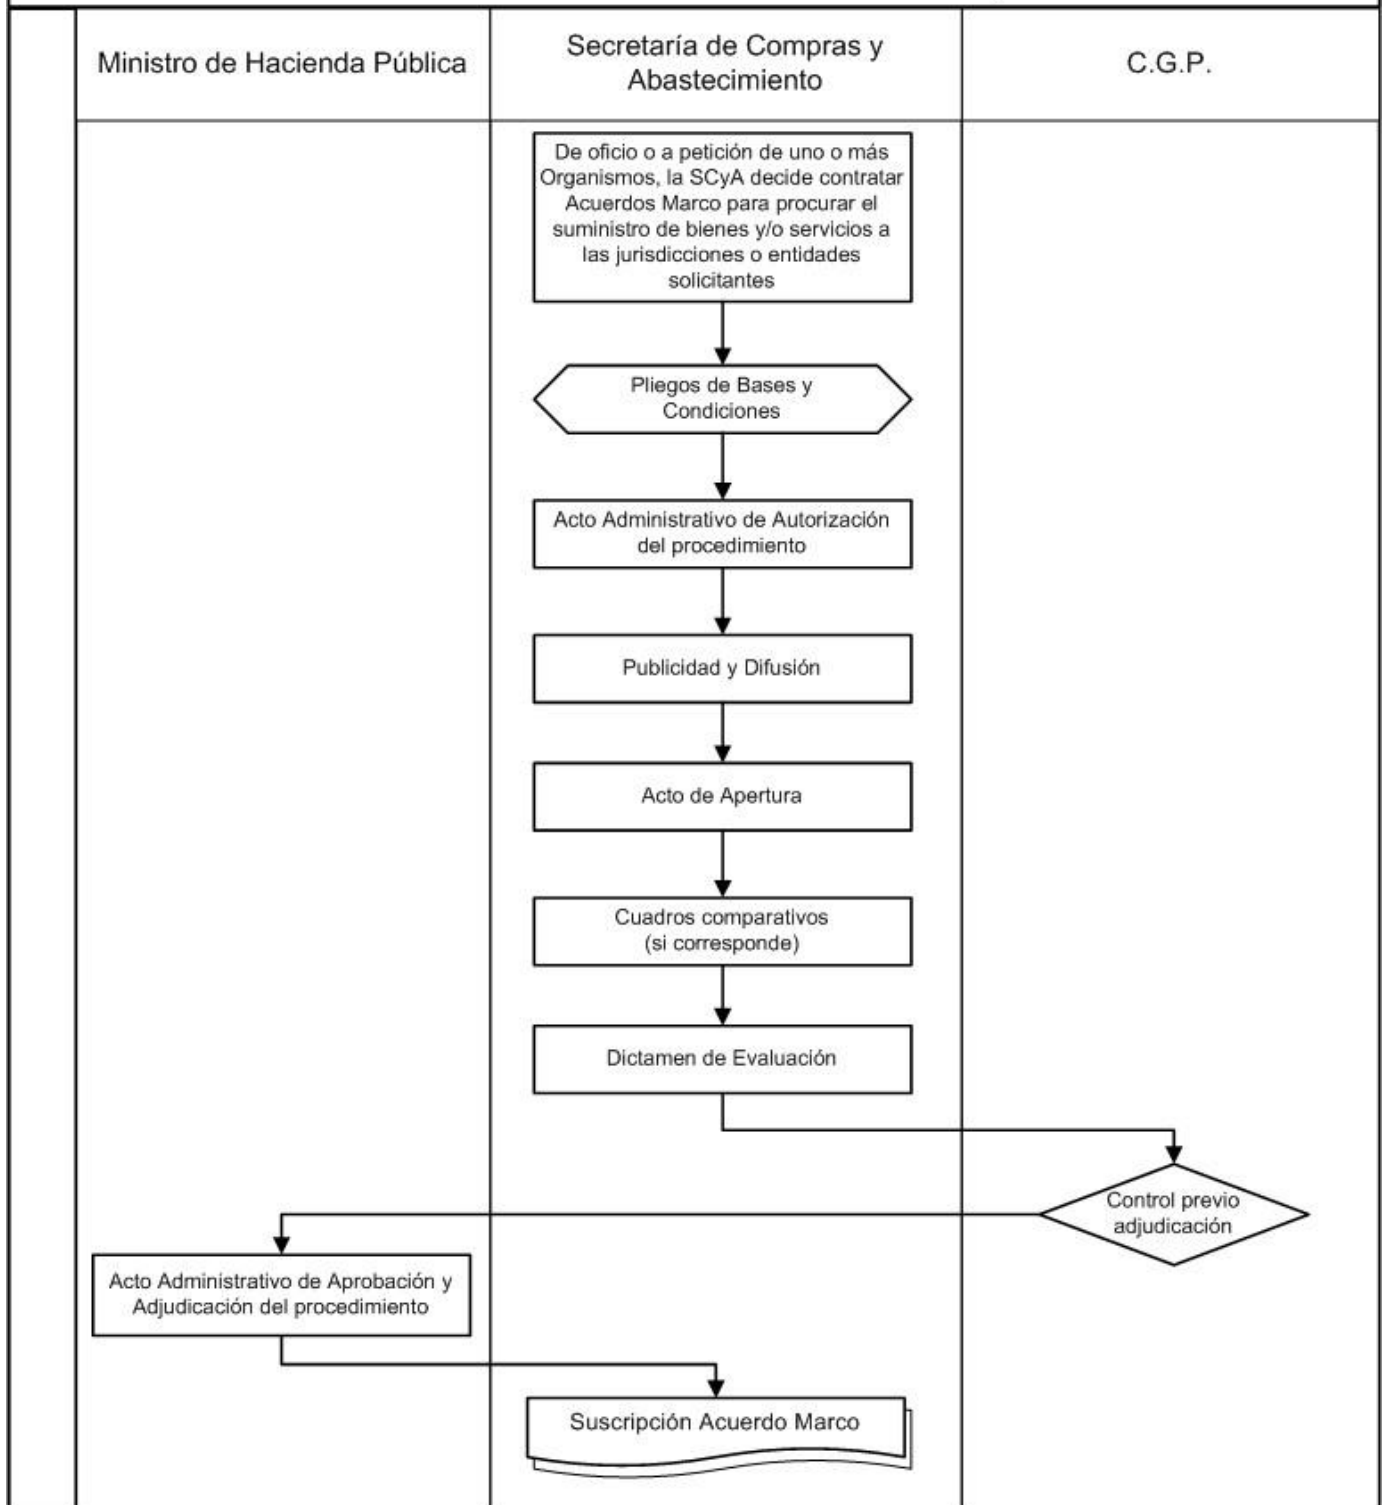 Ministro de Hacienda Pública
Secretaría de Compras y
Abastecimiento
C.G.P.
De oficio o a petición de uno o más
Organismos, la SCyA decide contratar
Acuerdos Marco para procurar el
suministro de bienes y/o servicios a
las jurisdicciones o entidades
solicitantes
Pliegos de Bases y
Condiciones
Acto Administrativo de Autorización
del procedimiento
Publicidad y Difusión
Acto de Apertura
Cuadros comparativos
(si corresponde)
Dictamen de Evaluación
Control previo
adjudicación
Acto Administrativo de Aprobación y
Adjudicación del procedimiento
Suscripción Acuerdo Marco